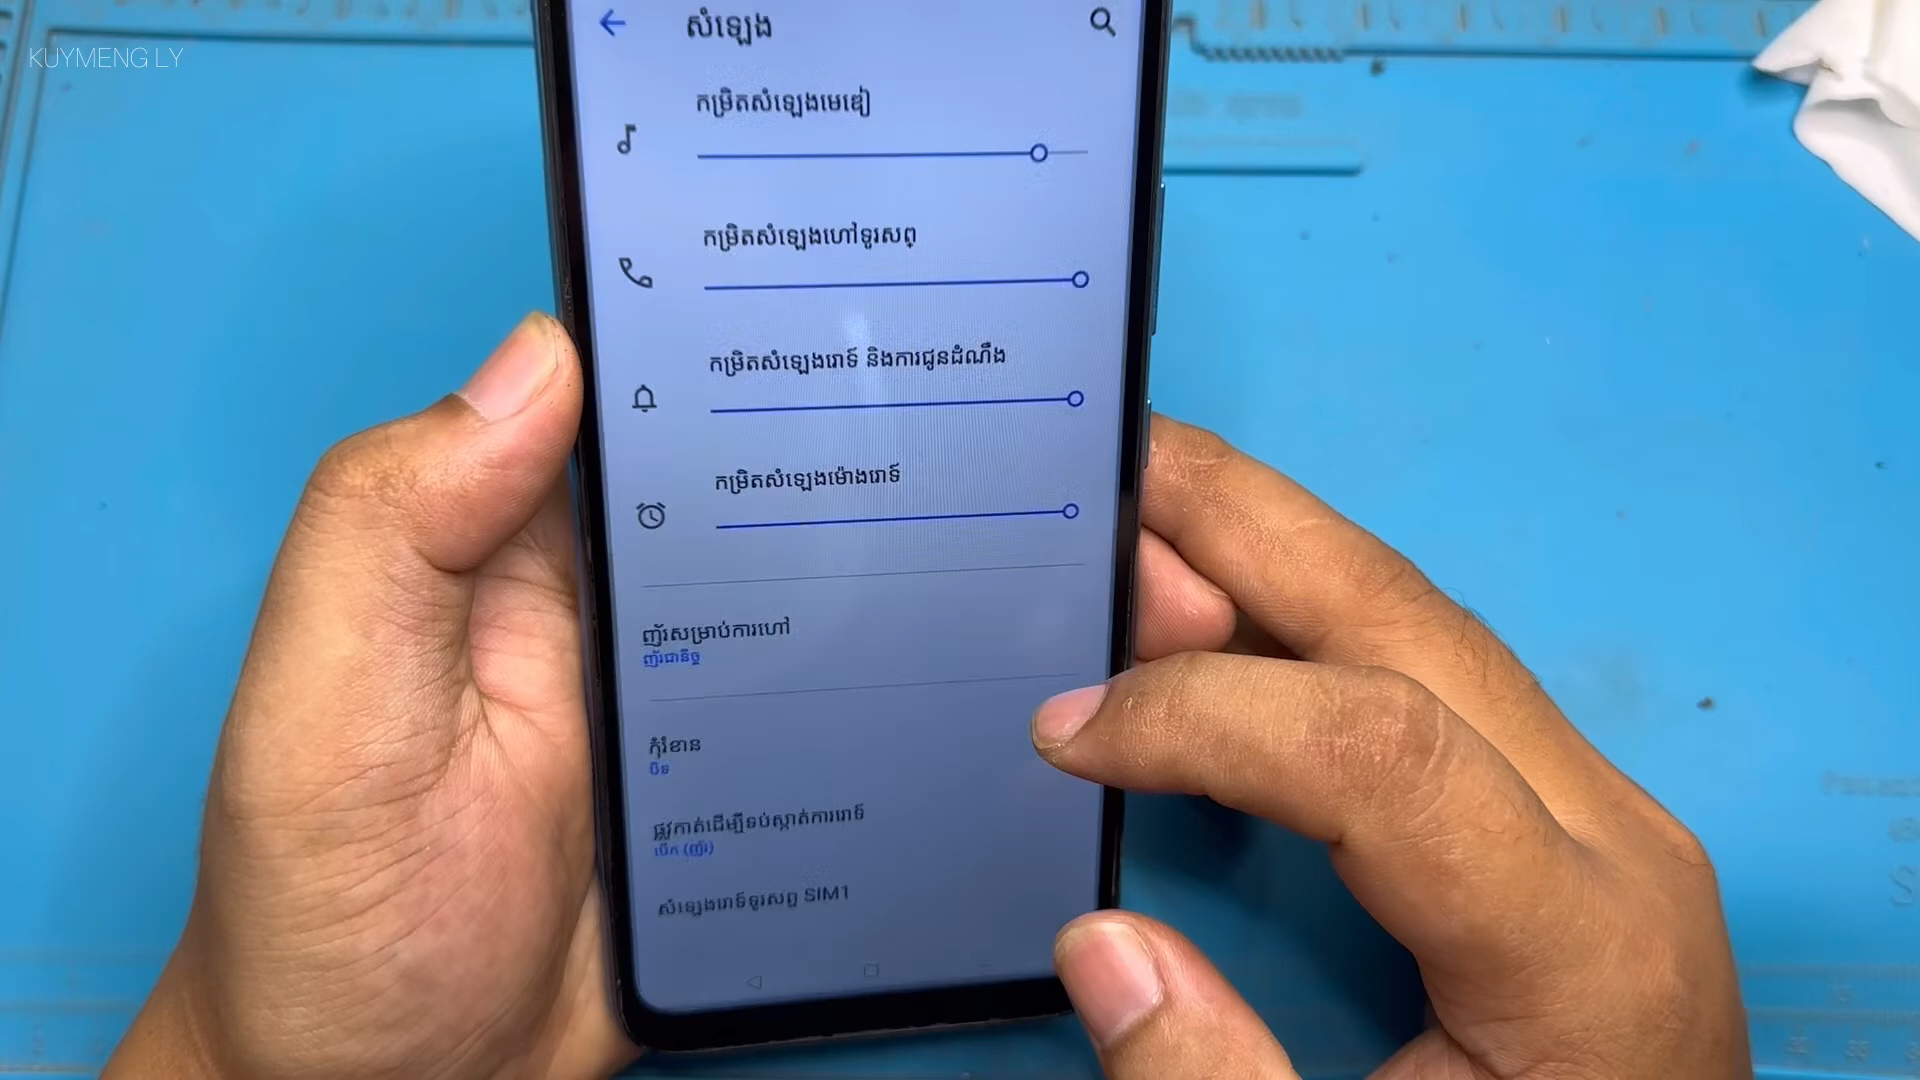 KUYMENG LY
សំឡេង
កម្រិតសំឡេងមេឌៀ
កម្រិតសំឡេងហៅទូរសព្ទ
កម្រិតសំឡេងរោទ៍ និងការជូនដំណឹង
កម្រិតសំឡេងម៉ោងរោទ៍
ញ័រសម្រាប់ការហៅ
ញ័រជានិច្ច
កុំរំខាន
បិទ
ផ្លូវកាត់ដើម្បីទប់ស្កាត់ការរោទ៍
បើក (ញ័រ)
សំឡេងរោទ៍ទូរសព្ទ SIM1